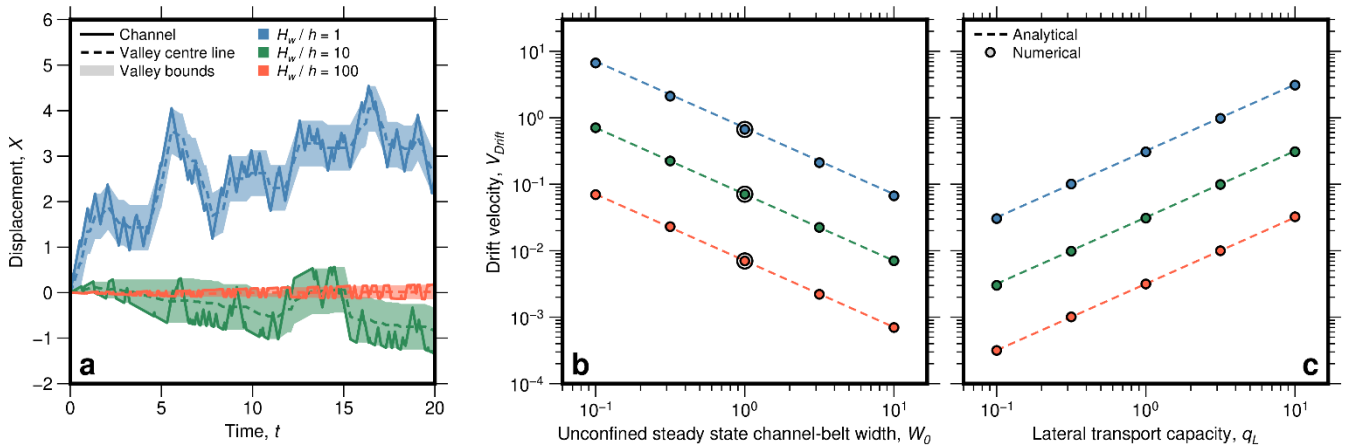 Channel
Valley centre line
Valley bounds
H_w / h = 1
H_w / h = 10
H_w / h = 100
Displacement, X
6
5
4
3
2
1
0
−1
−2
a
0 5 10 15 20
Time, t
Drift velocity, V_Drift
10^1
10^0
10^−1
10^−2
10^−3
10^−4
b
10^−1 10^0 10^1
Unconfined steady state channel-belt width, W_0
Analytical
Numerical
c
10^−1 10^0 10^1
Lateral transport capacity, q_L